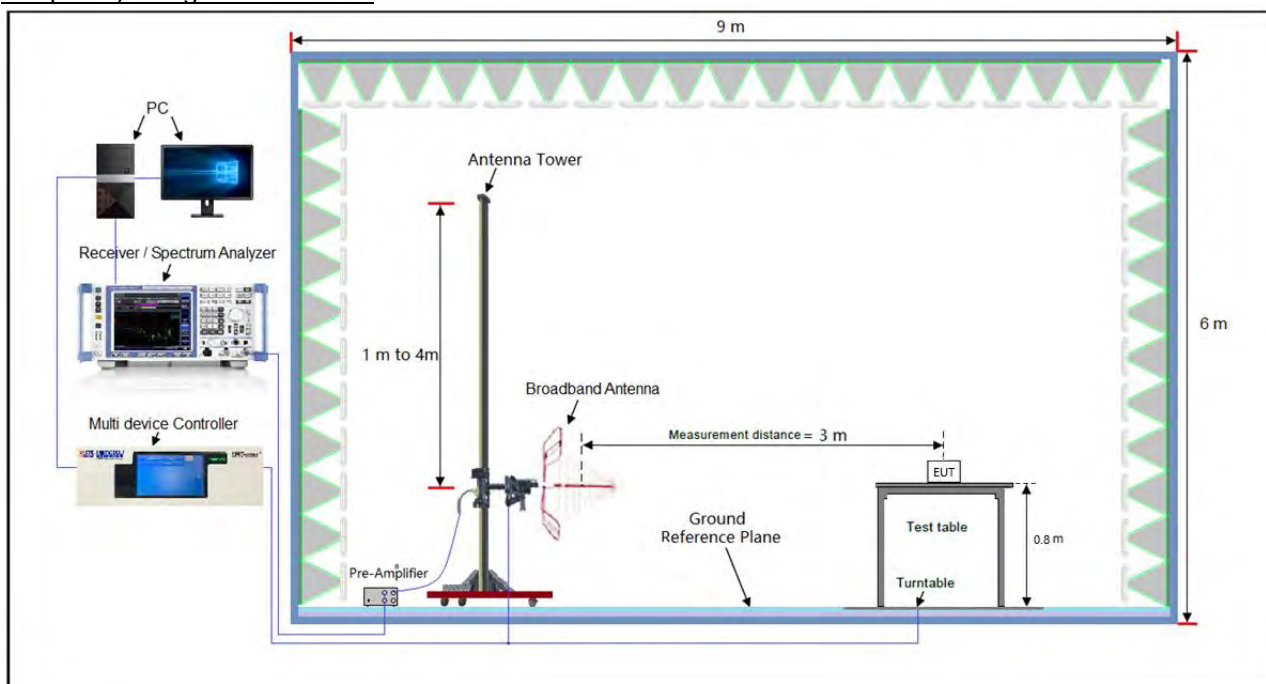 9 m
PC
Antenna Tower
Receiver / Spectrum Analyzer
6 m
1 m to 4m
Broadband Antenna
Multi device Controller
Measurement distance = 3 m
EUT
Ground
Reference Plane
Test table
0.8 m
Pre-Amplifier
Turntable